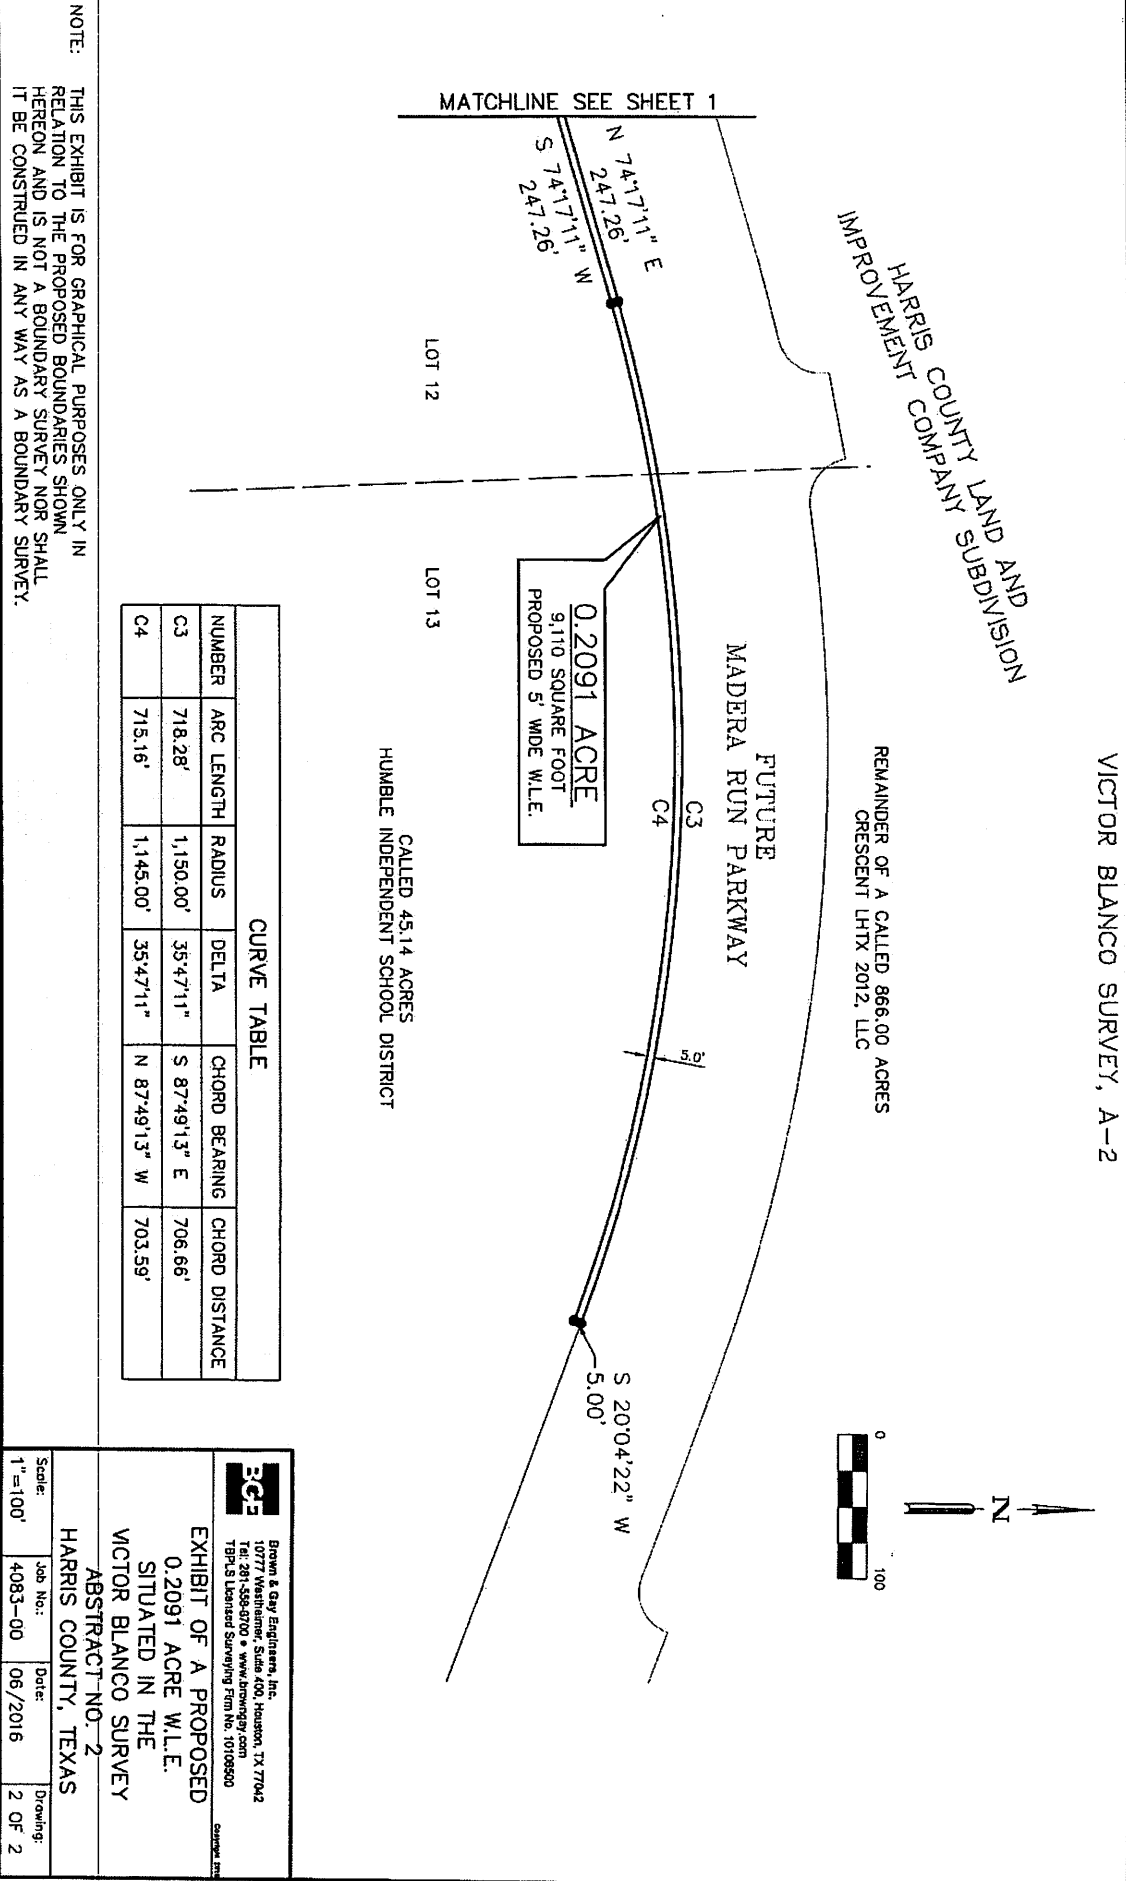 VICTOR BLANCO SURVEY, A-2
HARRIS COUNTY LAND AND
IMPROVEMENT COMPANY SUBDIVISION
REMAINDER OF A CALLED 866.00 ACRES
CRESCENT LHTX 2012, LLC
N
0
100
MATCHLINE SEE SHEET 1
N 74°17'11" E
247.26'
S 74°17'11" W
247.26'
FUTURE
MADERA RUN PARKWAY
C3
C4
5.0'
S 20°04'22" W
5.00'
0.2091 ACRE
9,110 SQUARE FOOT
PROPOSED 5' WIDE W.L.E.
LOT 12
LOT 13
CALLED 45.14 ACRES
HUMBLE INDEPENDENT SCHOOL DISTRICT
CURVE TABLE
NUMBER ARC LENGTH RADIUS DELTA CHORD BEARING CHORD DISTANCE
C3 718.28' 1,150.00' 35°47'11" S 87°49'13" E 706.66'
C4 715.16' 1,145.00' 35°47'11" N 87°49'13" W 703.59'
NOTE: THIS EXHIBIT IS FOR GRAPHICAL PURPOSES ONLY IN
RELATION TO THE PROPOSED BOUNDARIES SHOWN
HEREON AND IS NOT A BOUNDARY SURVEY NOR SHALL
IT BE CONSTRUED IN ANY WAY AS A BOUNDARY SURVEY.
BGE
Brown & Gay Engineers, Inc.
10777 Westheimer, Suite 400, Houston, TX 77042
Tel: 281-558-8700 • www.browngay.com
TBPLS Licensed Surveying Firm No. 10106500
EXHIBIT OF A PROPOSED
0.2091 ACRE W.L.E.
SITUATED IN THE
VICTOR BLANCO SURVEY
ABSTRACT NO. 2
HARRIS COUNTY, TEXAS
Scale: Job No.: Date: Drawing:
1"=100' 4083-00 06/2016 2 OF 2